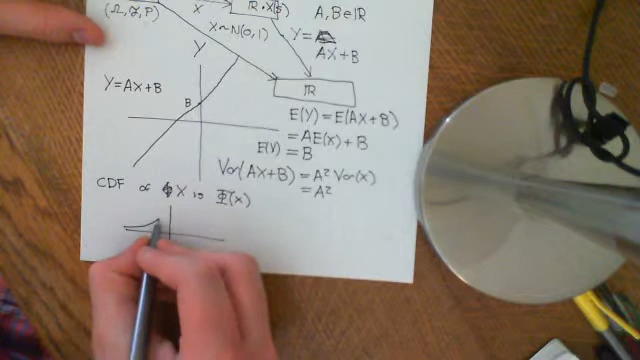 (Ω, 𝓕, P)
X
ℝ
X(
)
A, B∈ℝ
X~N(0,1)
Y=
AX+B
Y
Y=AX+B
B
ℝ
E(Y) = E(AX+B)
= AE(X)+B
E(Y) = B
Var(AX+B) = A² Var(X)
= A²
CDF of X is Φ(x)